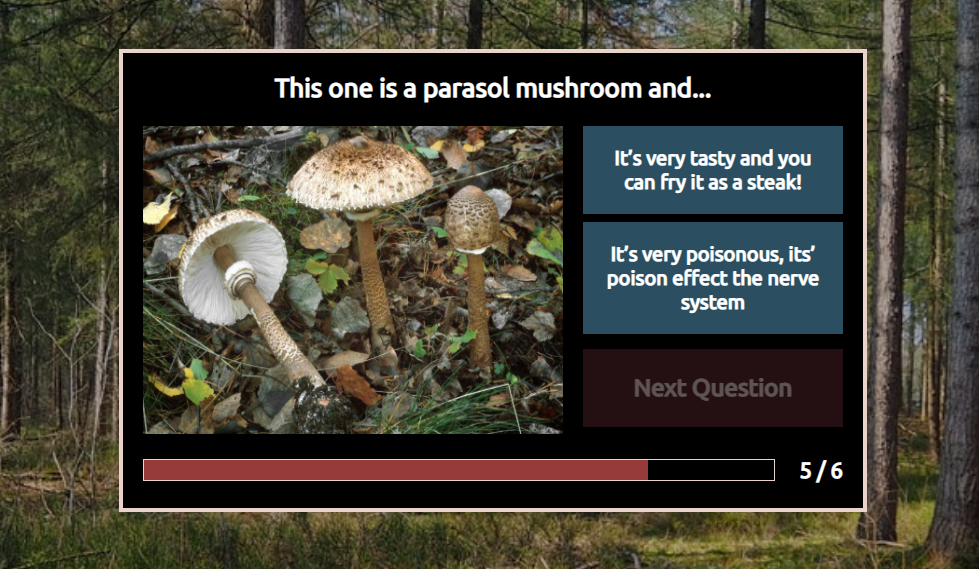 This one is a parasol mushroom and...
It's very tasty and you
can fry it as a steak!
It's very poisonous, its'
poison effect the nerve
system
Next Question
5 / 6